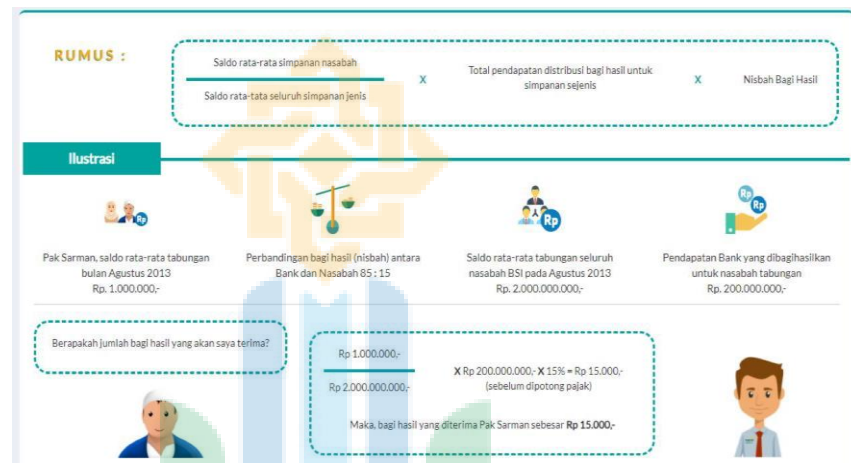 RUMUS :
Saldo rata-rata simpanan nasabah
Saldo rata-tata seluruh simpanan jenis
X
Total pendapatan distribusi bagi hasil untuk
simpanan sejenis
X
Nisbah Bagi Hasil
Ilustrasi
Rp
Rp
Rp
Rp
Pak Sarman, saldo rata-rata tabungan
bulan Agustus 2013
Rp. 1.000.000,-
Perbandingan bagi hasil (nisbah) antara
Bank dan Nasabah 85 : 15
Saldo rata-rata tabungan seluruh
nasabah BSI pada Agustus 2013
Rp. 2.000.000.000,-
Pendapatan Bank yang dibagihasilkan
untuk nasabah tabungan
Rp. 200.000.000,-
Berapakah jumlah bagi hasil yang akan saya terima?
Rp 1.000.000,-
Rp 2.000.000.000,-
X Rp 200.000.000,- X 15% = Rp 15.000,-
(sebelum dipotong pajak)
Maka, bagi hasil yang diterima Pak Sarman sebesar Rp 15.000,-